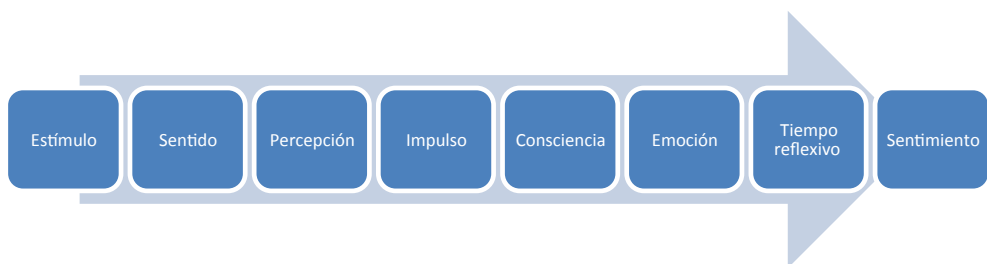 Estímulo
Sentido
Percepción
Impulso
Consciencia
Emoción
Tiempo
reflexivo
Sentimiento